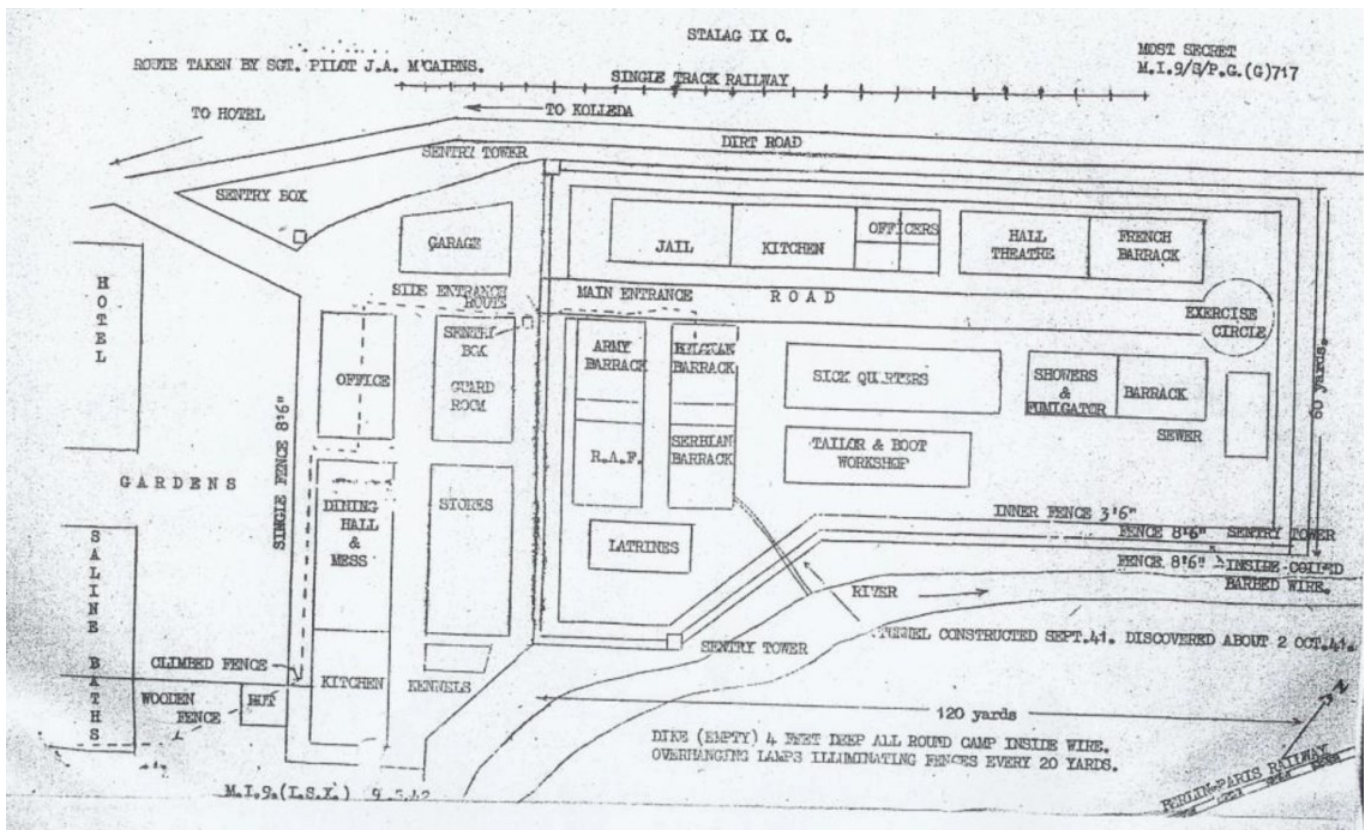 STALAG IX C.
MOST SECRET
M.I.9/S/P.G.(G)717
ROUTE TAKEN BY SGT. PILOT J.A. M'CAIRNS.
SINGLE TRACK RAILWAY
TO KOLLEDA
TO HOTEL
DIRT ROAD
SENTRY TOWER
SENTRY BOX
GARAGE
JAIL
KITCHEN
OFFICERS
HALL
THEATRE
FRENCH
BARRACK
HOTEL
SIDE ENTRANCE
ROUTE
MAIN ENTRANCE
ROAD
EXERCISE
CIRCLE
SENTRY
BOX
GUARD
ROOM
OFFICE
ARMY
BARRACK
BELGIAN
BARRACK
SICK QUARTERS
SHOWERS
&
FUMIGATOR
BARRACK
60 yards.
SEWER
SINGLE FENCE 8'6"
R.A.F.
SERBIAN
BARRACK
TAILOR & BOOT
WORKSHOP
GARDENS
DINING
HALL
&
MESS
STORES
LATRINES
INNER FENCE 3'6"
FENCE 8'6"
SENTRY TOWER
FENCE 8'6"
INSIDE COILED
BARBED WIRE.
SALINE BATHS
RIVER
TUNNEL CONSTRUCTED SEPT.41. DISCOVERED ABOUT 2 OCT.41.
SENTRY TOWER
CLIMBED FENCE
KITCHEN
KENNELS
WOODEN
FENCE
HUT
120 yards
N
DIKE (EMPTY) 4 FEET DEEP ALL ROUND CAMP INSIDE WIRE.
OVERHANGING LAMPS ILLUMINATING FENCES EVERY 20 YARDS.
BERLIN-PARIS RAILWAY
M.I.9.(I.S.X.) 9.5.42